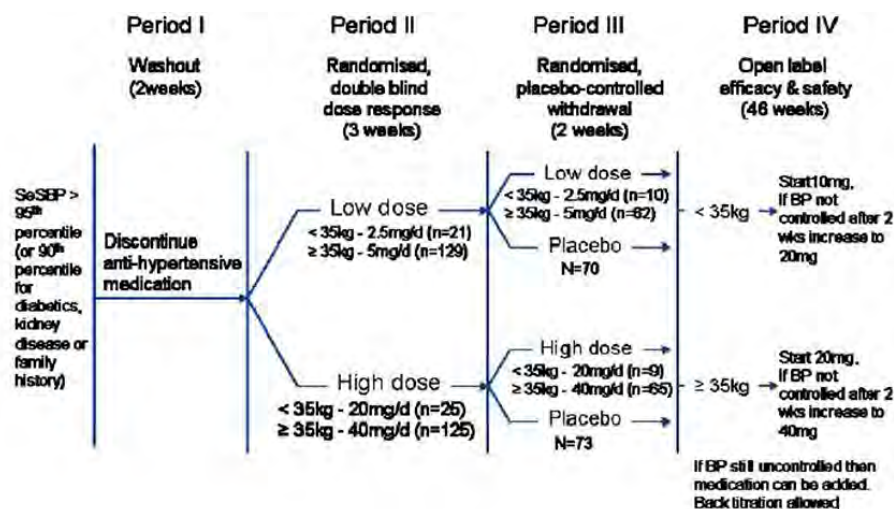 Period I
Washout
(2weeks)
Period II
Randomised,
double blind
dose response
(3 weeks)
Period III
Randomised,
placebo-controlled
withdrawal
(2 weeks)
Period IV
Open label
efficacy & safety
(46 weeks)
SeSBP >
95th
percentile
(or 90th
percentile
for
diabetics,
kidney
disease or
family
history)
Discontinue
anti-hypertensive
medication
Low dose
< 35kg - 2.5mg/d (n=21)
≥ 35kg - 5mg/d (n=129)
High dose
< 35kg - 20mg/d (n=25)
≥ 35kg - 40mg/d (n=125)
Low dose
< 35kg - 2.5mg/d (n=10)
≥ 35kg - 5mg/d (n=62)
Placebo
N=70
High dose
< 35kg - 20mg/d (n=9)
≥ 35kg - 40mg/d (n=65)
Placebo
N=73
< 35kg
Start10mg,
If BP not
controlled after 2
wks increase to
20mg
≥ 35kg
Start 20mg,
If BP not
controlled after 2
wks increase to
40mg
If BP still uncontrolled then
medication can be added.
Back titration allowed